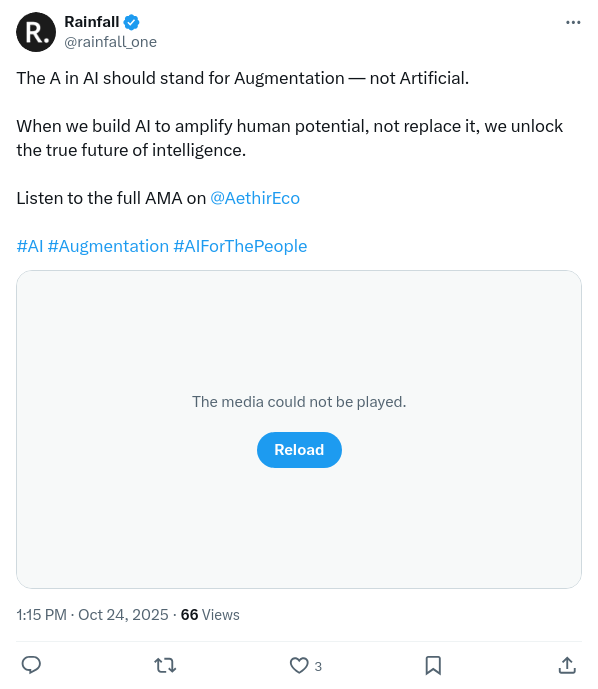 R.
Rainfall
@rainfall_one
The A in AI should stand for Augmentation — not Artificial.
When we build AI to amplify human potential, not replace it, we unlock
the true future of intelligence.
Listen to the full AMA on @AethirEco
#AI #Augmentation #AIForThePeople
The media could not be played.
Reload
1:15 PM · Oct 24, 2025 · 66 Views
3